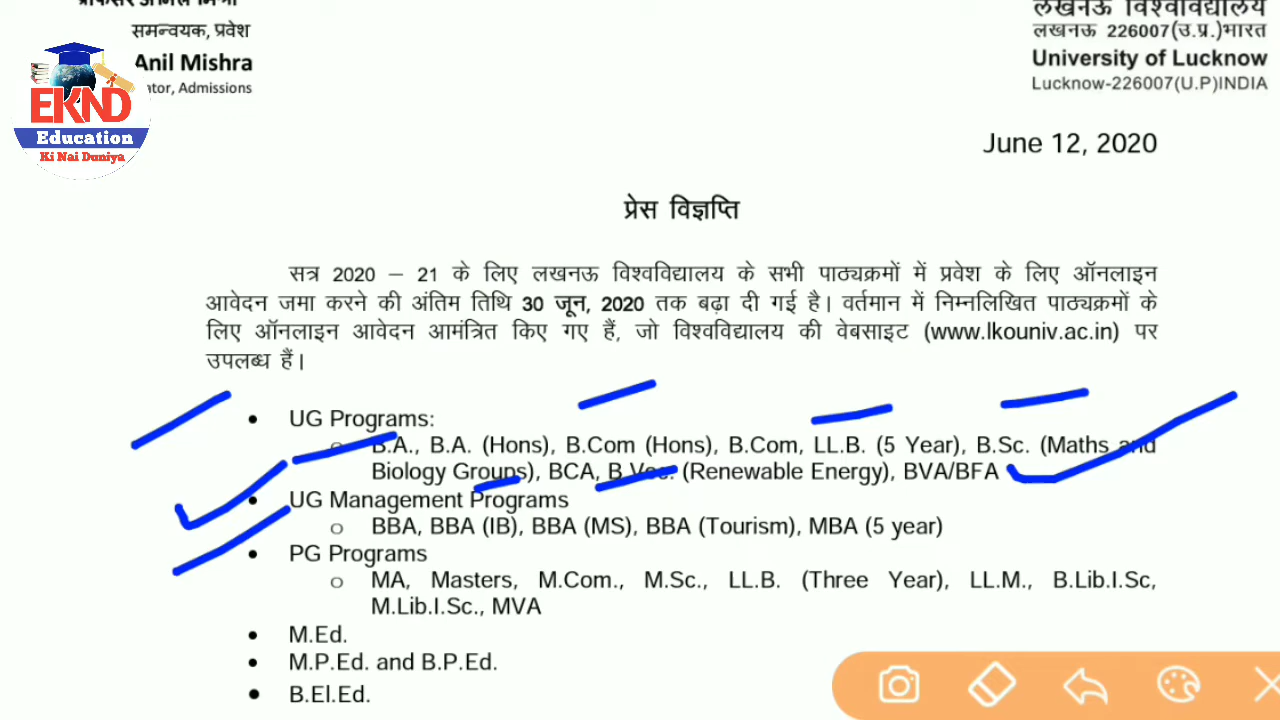 प्रोफेसर अनिल मिश्रा
समन्वयक, प्रवेश
Anil Mishra
ator, Admissions
EKND
Education
Ki Nai Duniya
लखनऊ विश्वविद्यालय
लखनऊ 226007(उ.प्र.)भारत
University of Lucknow
Lucknow-226007(U.P)INDIA
June 12, 2020
प्रेस विज्ञप्ति
सत्र 2020 – 21 के लिए लखनऊ विश्वविद्यालय के सभी पाठ्यक्रमों में प्रवेश के लिए ऑनलाइन
आवेदन जमा करने की अंतिम तिथि 30 जून, 2020 तक बढ़ा दी गई है। वर्तमान में निम्नलिखित पाठ्यक्रमों के
लिए ऑनलाइन आवेदन आमंत्रित किए गए हैं, जो विश्वविद्यालय की वेबसाइट (www.lkouniv.ac.in) पर
उपलब्ध हैं।
• UG Programs:
o B.A., B.A. (Hons), B.Com (Hons), B.Com, LL.B. (5 Year), B.Sc. (Maths and
Biology Groups), BCA, B.Voc. (Renewable Energy), BVA/BFA
• UG Management Programs
o BBA, BBA (IB), BBA (MS), BBA (Tourism), MBA (5 year)
• PG Programs
o MA, Masters, M.Com., M.Sc., LL.B. (Three Year), LL.M., B.Lib.I.Sc,
M.Lib.I.Sc., MVA
• M.Ed.
• M.P.Ed. and B.P.Ed.
• B.El.Ed.